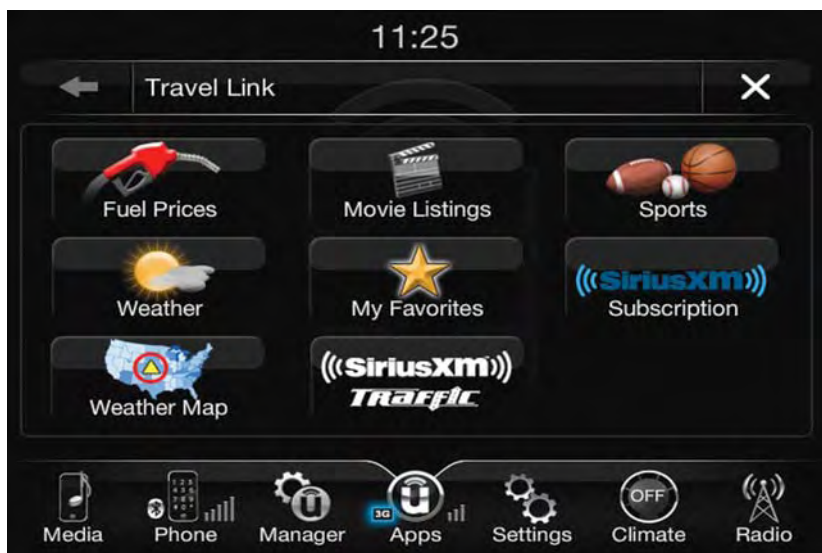 11:25
Travel Link
Fuel Prices
Movie Listings
Sports
Weather
My Favorites
((SiriusXM))
Subscription
Weather Map
((SiriusXM))
TRAFFIC
Media
Phone
Manager
3G
Apps
Settings
OFF
Climate
Radio